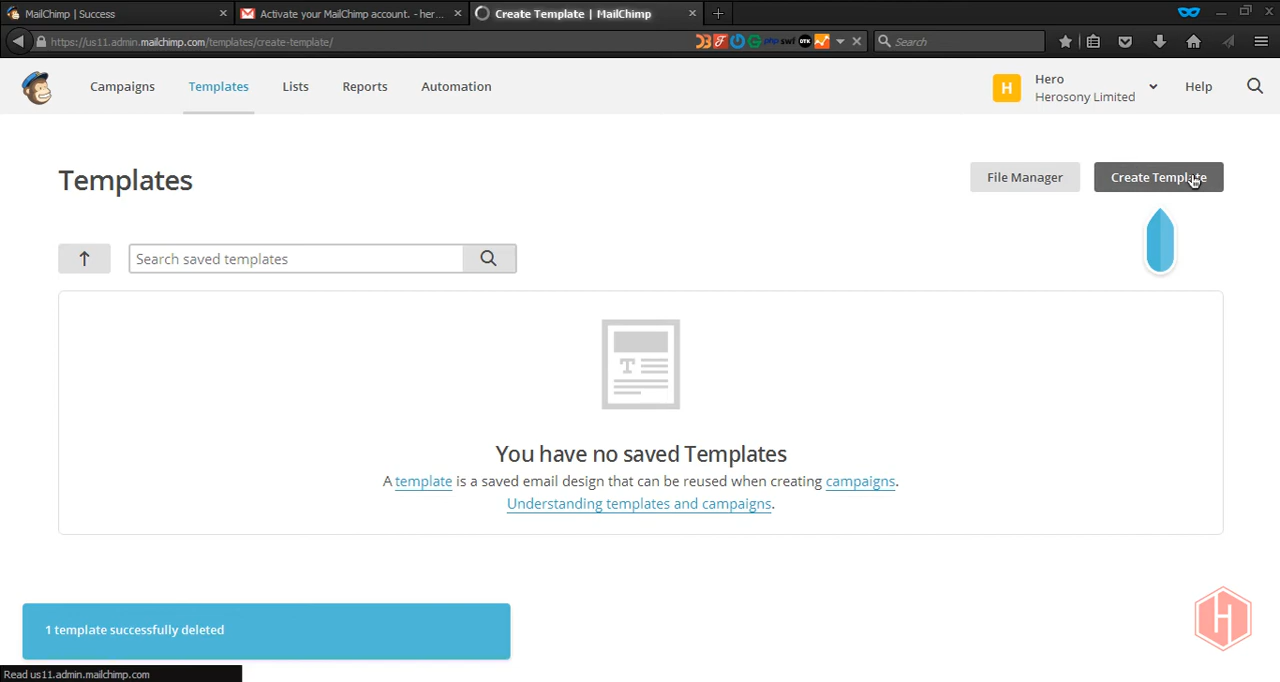 MailChimp | Success
Activate your MailChimp account. - her...
Create Template | MailChimp
https://us11.admin.mailchimp.com/templates/create-template/
php
swf
Search
Campaigns
Templates
Lists
Reports
Automation
H
Hero
Herosony Limited
Help
Templates
File Manager
Create Template
Search saved templates
T
You have no saved Templates
A template is a saved email design that can be reused when creating campaigns.
Understanding templates and campaigns.
1 template successfully deleted
H
Read us11.admin.mailchimp.com